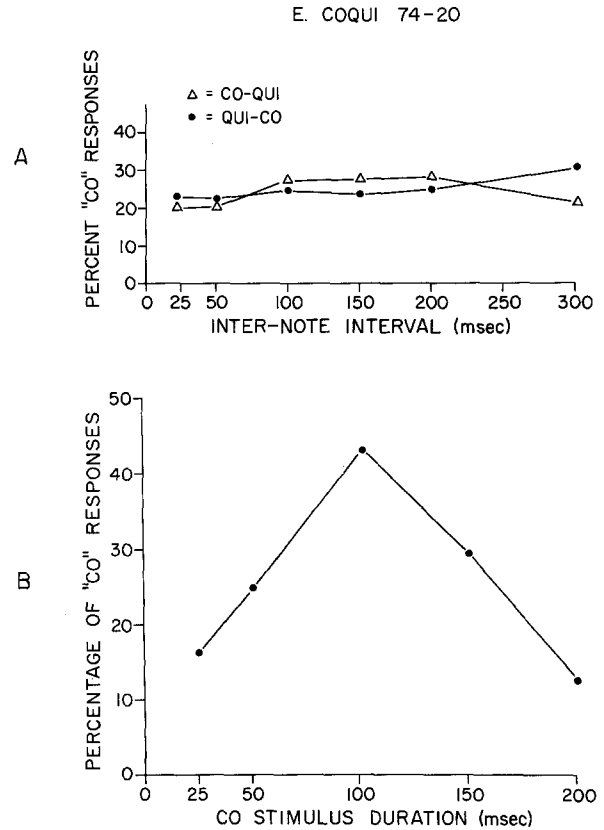 E. COQUI 74-20
A
PERCENT "CO" RESPONSES
△ = CO-QUI
● = QUI-CO
40
30
20
10
0
0 25 50 100 150 200 300
INTER-NOTE INTERVAL (msec)
B
PERCENTAGE OF "CO" RESPONSES
50
40
30
20
10
0
0 25 50 100 150 200
CO STIMULUS DURATION (msec)